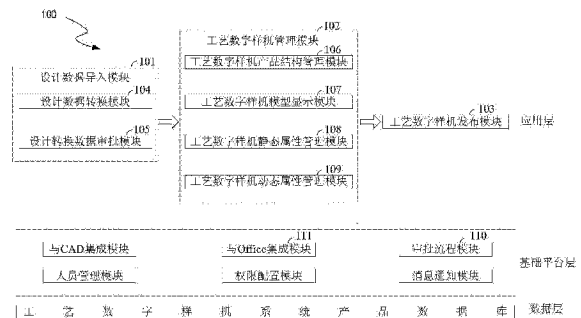 100
101
设计数据导入模块
104
设计数据转换模块
105
设计转换数据审批模块
102
工艺数字样机管理模块
106
工艺数字样机产品结构管理模块
107
工艺数字样机模型显示模块
108
工艺数字样机静态属性管理模块
109
工艺数字样机动态属性管理模块
103
工艺数字样机发布模块
应用层
与CAD集成模块
111
与Office集成模块
110
审批流程模块
人员管理模块
权限配置模块
消息通知模块
基础平台层
工艺数字样机系统产品数据库
数据层